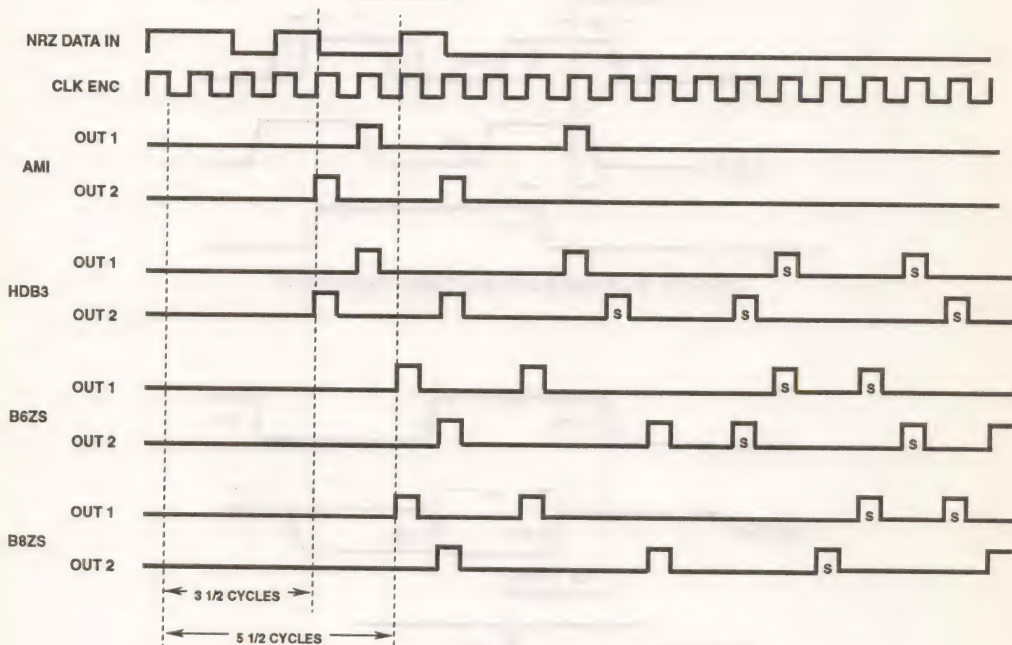 NRZ DATA IN
CLK ENC
OUT 1
AMI
OUT 2
OUT 1
S S
HDB3
OUT 2
S S S
OUT 1
S S
B6ZS
OUT 2
S S
OUT 1
S S
B8ZS
OUT 2
S
3 1/2 CYCLES
5 1/2 CYCLES